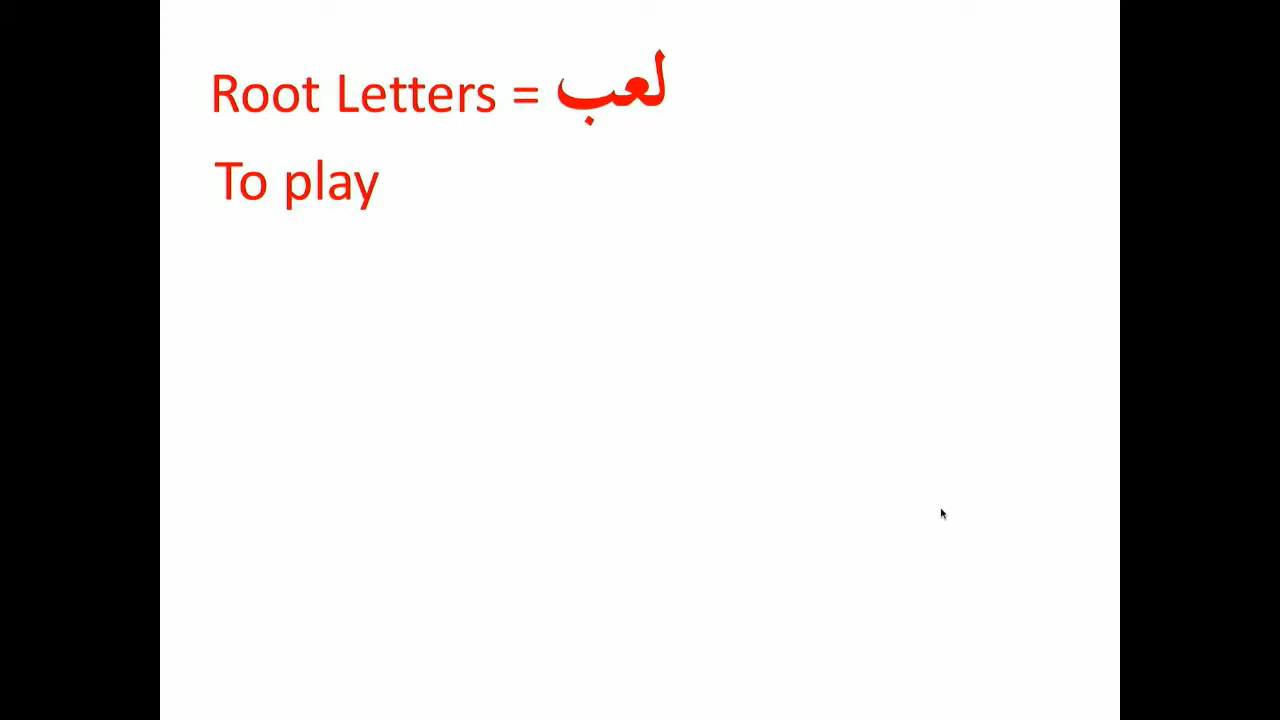 Root Letters = لعب
To play